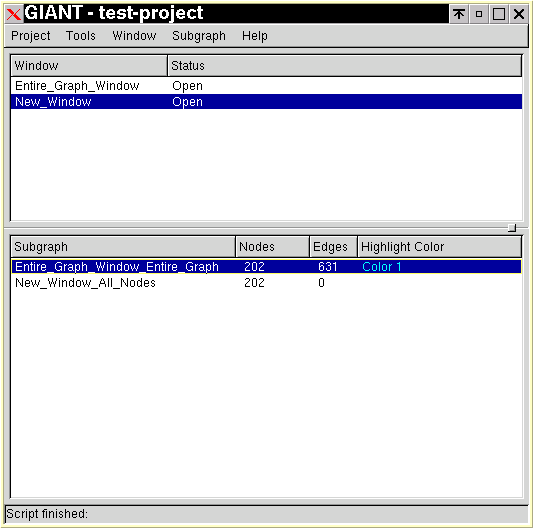 GIANT - test-project
Project Tools Window Subgraph Help
Window Status
Entire_Graph_Window Open
New_Window Open
Subgraph Nodes Edges Highlight Color
Entire_Graph_Window_Entire_Graph 202 631 Color 1
New_Window_All_Nodes 202 0
Script finished: